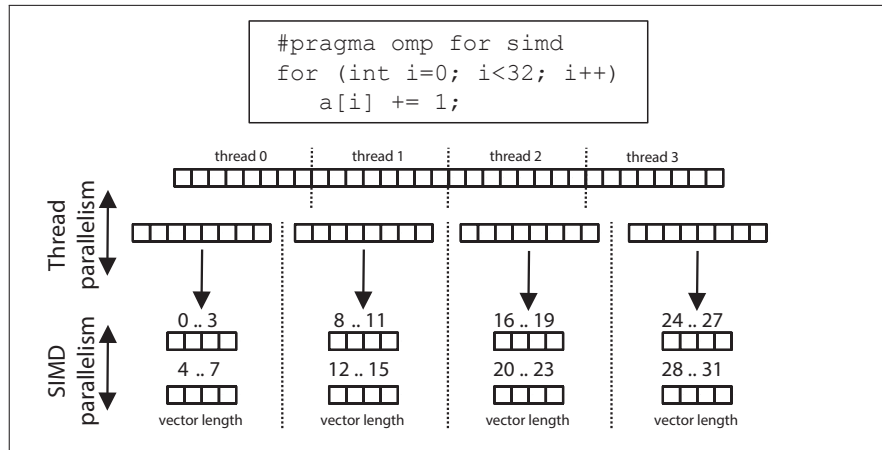 #pragma omp for simd
for (int i=0; i<32; i++)
a[i] += 1;
thread 0 thread 1 thread 2 thread 3
Thread
parallelism
0 .. 3 8 .. 11 16 .. 19 24 .. 27
SIMD
parallelism
4 .. 7 12 .. 15 20 .. 23 28 .. 31
vector length vector length vector length vector length